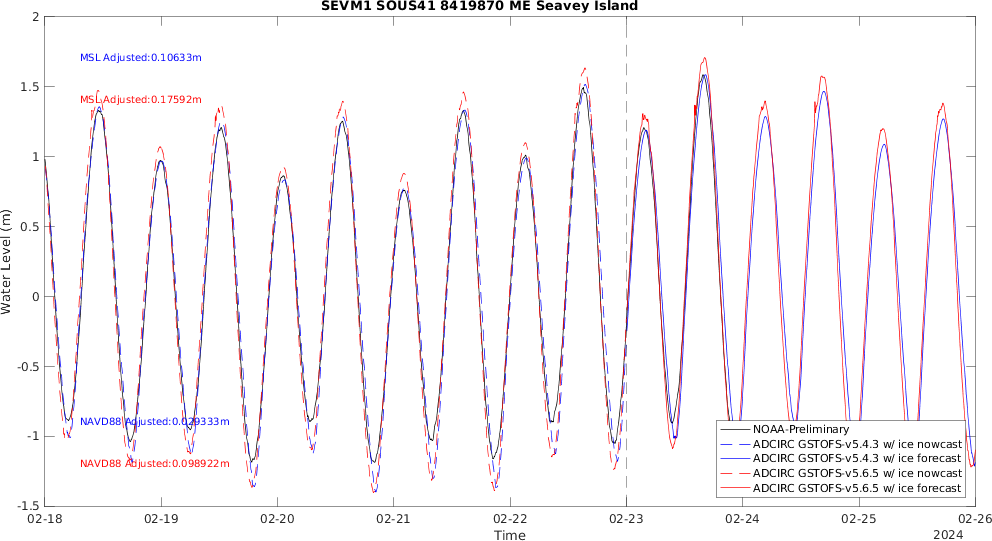 SEVM1 SOUS41 8419870 ME Seavey Island
2
1.5
1
0.5
0
-0.5
-1
-1.5
Water Level (m)
MSL Adjusted:0.10633m
MSL Adjusted:0.17592m
NAVD88 Adjusted:0.029333m
NAVD88 Adjusted:0.098922m
NOAA-Preliminary
ADCIRC GSTOFS-v5.4.3 w/ ice nowcast
ADCIRC GSTOFS-v5.4.3 w/ ice forecast
ADCIRC GSTOFS-v5.6.5 w/ ice nowcast
ADCIRC GSTOFS-v5.6.5 w/ ice forecast
02-18 02-19 02-20 02-21 02-22 02-23 02-24 02-25 02-26
Time
2024